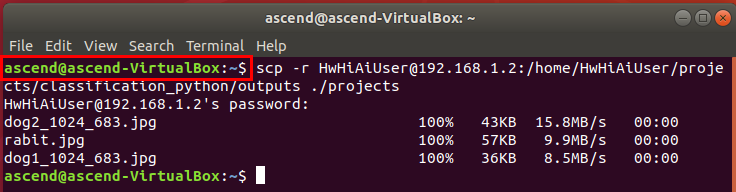 ascend@ascend-VirtualBox: ~
File Edit View Search Terminal Help
ascend@ascend-VirtualBox:~$ scp -r HwHiAiUser@192.168.1.2:/home/HwHiAiUser/proje
cts/classification_python/outputs ./projects
HwHiAiUser@192.168.1.2's password:
dog2_1024_683.jpg 100% 43KB 15.8MB/s 00:00
rabit.jpg 100% 57KB 9.9MB/s 00:00
dog1_1024_683.jpg 100% 36KB 8.5MB/s 00:00
ascend@ascend-VirtualBox:~$